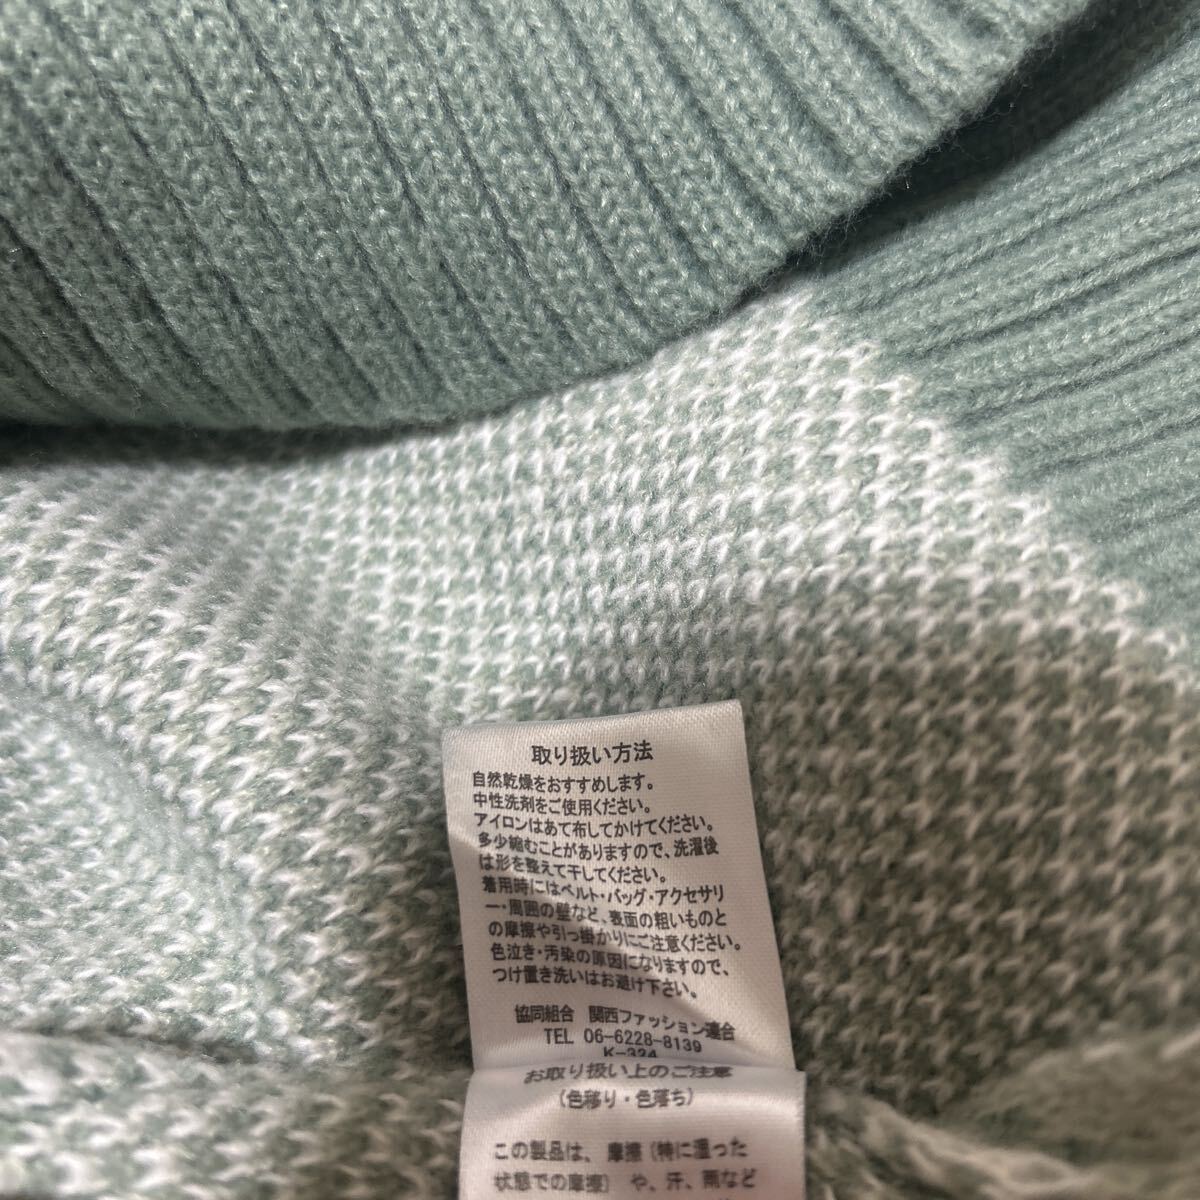 取り扱い方法
自然乾燥をおすすめします。
中性洗剤をご使用ください。
アイロンはあて布してかけてください。
多少縮むことがありますので、洗濯後
は形を整えて干してください。
着用時にはベルト・バッグ・アクセサリ
ー・周囲の壁など、表面の粗いものと
の摩擦や引っ掛かりにご注意ください。
色泣き・汚染の原因になりますので、
つけ置き洗いはお避け下さい。
協同組合 関西ファッション連合
TEL 06-6228-8139
K-324
お取り扱い上のご注意
(色移り・色落ち)
この製品は、摩擦(特に湿った
状態での摩擦) や、汗、雨など